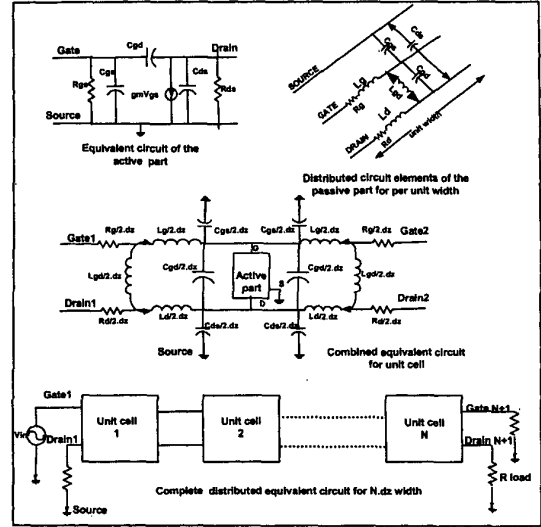 Gate
Cgd
Drain
Rgs
Cgs
gmVgs
Cds
Rds
Source
Equivalent circuit of the
active part
SOURCE
Cgs
Cds
Lg
Cgd
Lgd
GATE
Rg
Ld
DRAIN
Rd
unit width
Distributed circuit elements of the
passive part for per unit width
Rg/2.dz
Lg/2.dz
Cgs/2.dz
Cgs/2.dz
Lg/2.dz
Rg/2.dz
Gate1
Gate2
G
Lgd/2.dz
Cgd/2.dz
Active
part
S
Cgd/2.dz
Lgd/2.dz
Drain1
D
Drain2
Rd/2.dz
Ld/2.dz
Cds/2.dz
Cds/2.dz
Ld/2.dz
Rd/2.dz
Source
Combined equivalent circuit
for unit cell
Gate1
Vin
Drain1
Unit cell
1
Unit cell
2
Unit cell
N
Gate N+1
Drain N+1
R load
Source
Complete distributed equivalent circuit for N.dz width